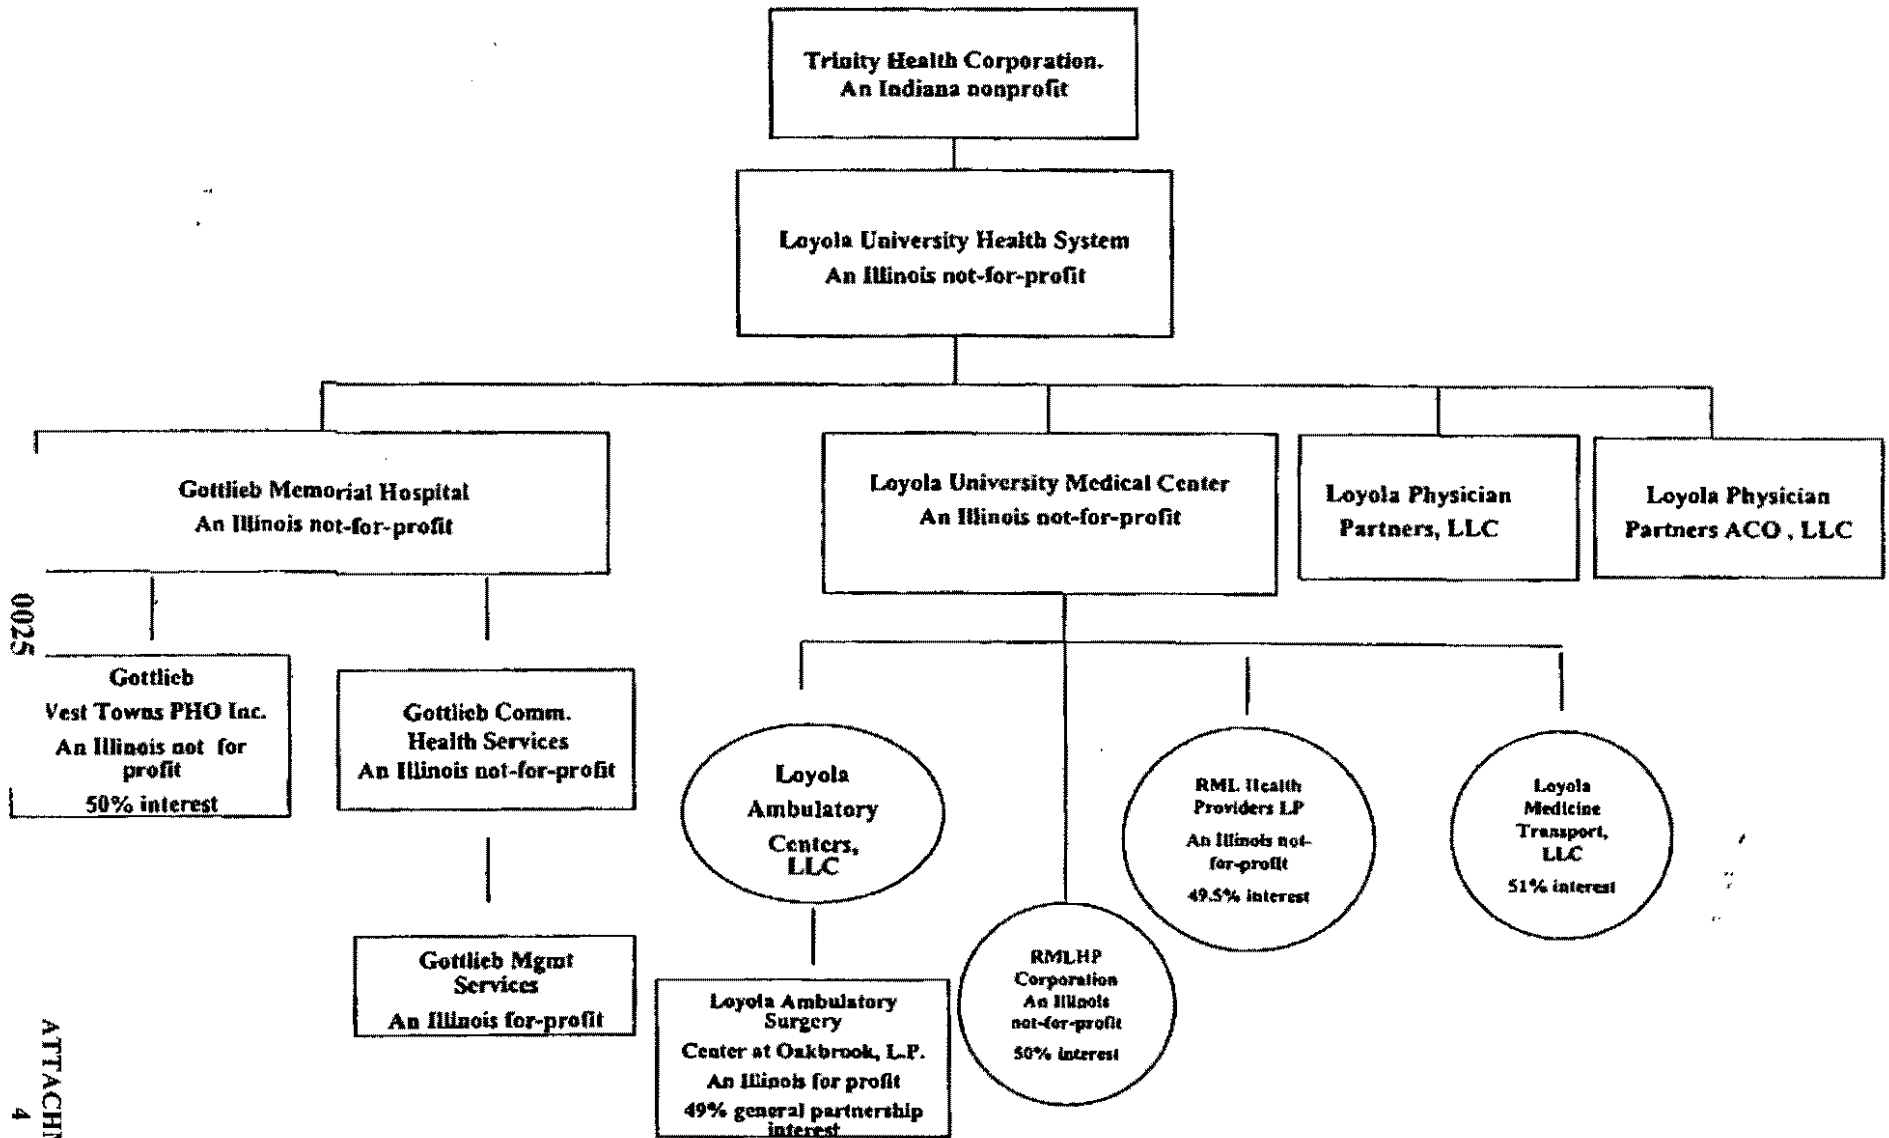 Trinity Health Corporation.
An Indiana nonprofit
Loyola University Health System
An Illinois not-for-profit
Gottlieb Memorial Hospital
An Illinois not-for-profit
Loyola University Medical Center
An Illinois not-for-profit
Loyola Physician
Partners, LLC
Loyola Physician
Partners ACO , LLC
Gottlieb
Vest Towns PHO Inc.
An Illinois not for
profit
50% interest
Gottlieb Comm.
Health Services
An Illinois not-for-profit
Gottlieb Mgmt
Services
An Illinois for-profit
Loyola
Ambulatory
Centers,
LLC
Loyola Ambulatory
Surgery
Center at Oakbrook, L.P.
An Illinois for profit
49% general partnership
interest
RMLHP
Corporation
An Illinois
not-for-profit
50% interest
RML Health
Providers LP
An Illinois not-
for-profit
49.5% interest
Loyola
Medicine
Transport,
LLC
51% interest
0025
ATTACHM
4